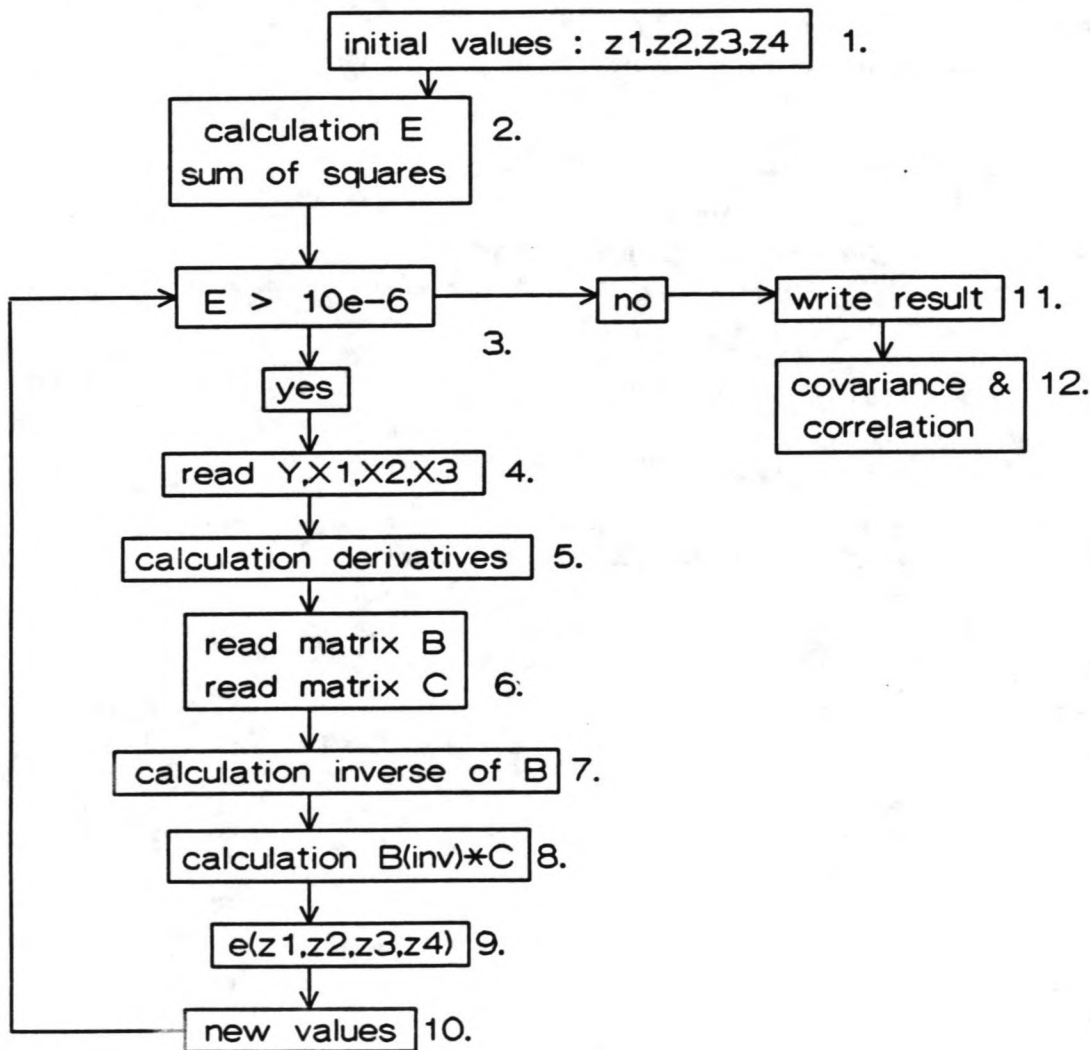 initial values : z1,z2,z3,z4 1.
calculation E 2.
sum of squares
E > 10e-6
no
write result 11.
3.
yes
covariance & 12.
correlation
read Y,X1,X2,X3 4.
calculation derivatives 5.
read matrix B
read matrix C 6.
calculation inverse of B 7.
calculation B(inv)*C 8.
e(z1,z2,z3,z4) 9.
new values 10.